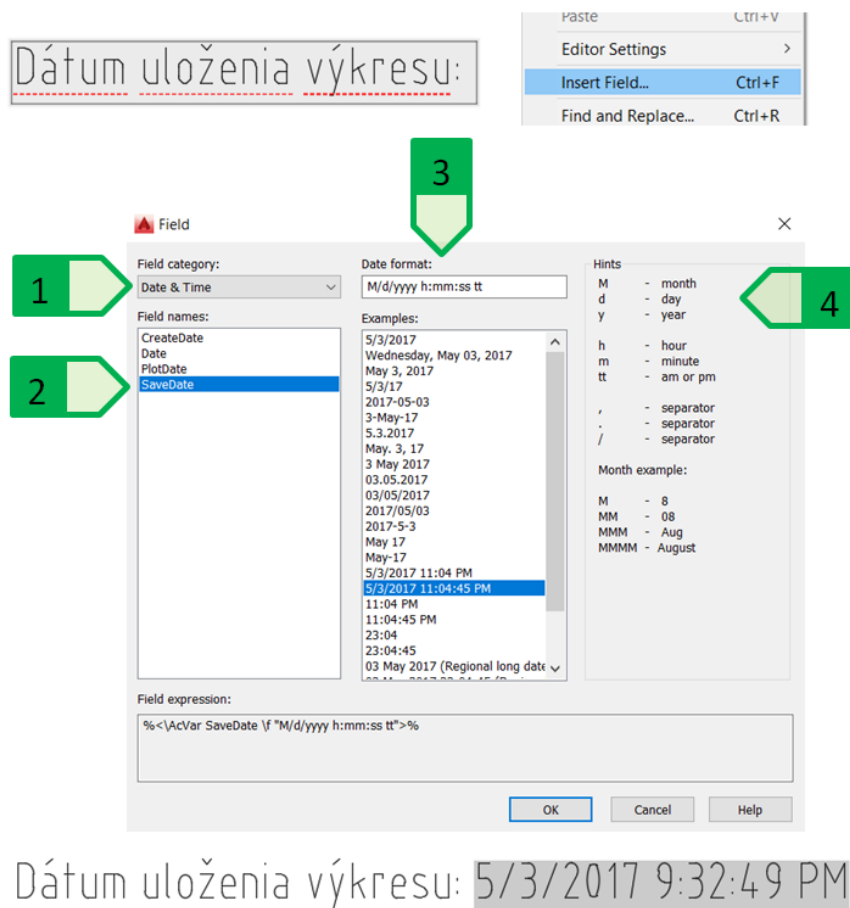 Dátum uloženia výkresu:
Paste Ctrl+V
Editor Settings >
Insert Field... Ctrl+F
Find and Replace... Ctrl+R
3
Field
1
Field category:
Date & Time
Field names:
CreateDate
Date
PlotDate
SaveDate
2
Date format:
M/d/yyyy h:mm:ss tt
Examples:
5/3/2017
Wednesday, May 03, 2017
May 3, 2017
5/3/17
2017-05-03
3-May-17
5.3.2017
May. 3, 17
3 May 2017
03.05.2017
03/05/2017
2017/05/03
2017-5-3
May 17
May-17
5/3/2017 11:04 PM
5/3/2017 11:04:45 PM
11:04 PM
11:04:45 PM
23:04
23:04:45
03 May 2017 (Regional long date
Hints
M - month
d - day
y - year
h - hour
m - minute
tt - am or pm
, - separator
. - separator
/ - separator
Month example:
M - 8
MM - 08
MMM - Aug
MMMM - August
4
Field expression:
%<\AcVar SaveDate \f "M/d/yyyy h:mm:ss tt">%
OK Cancel Help
Dátum uloženia výkresu: 5/3/2017 9:32:49 PM